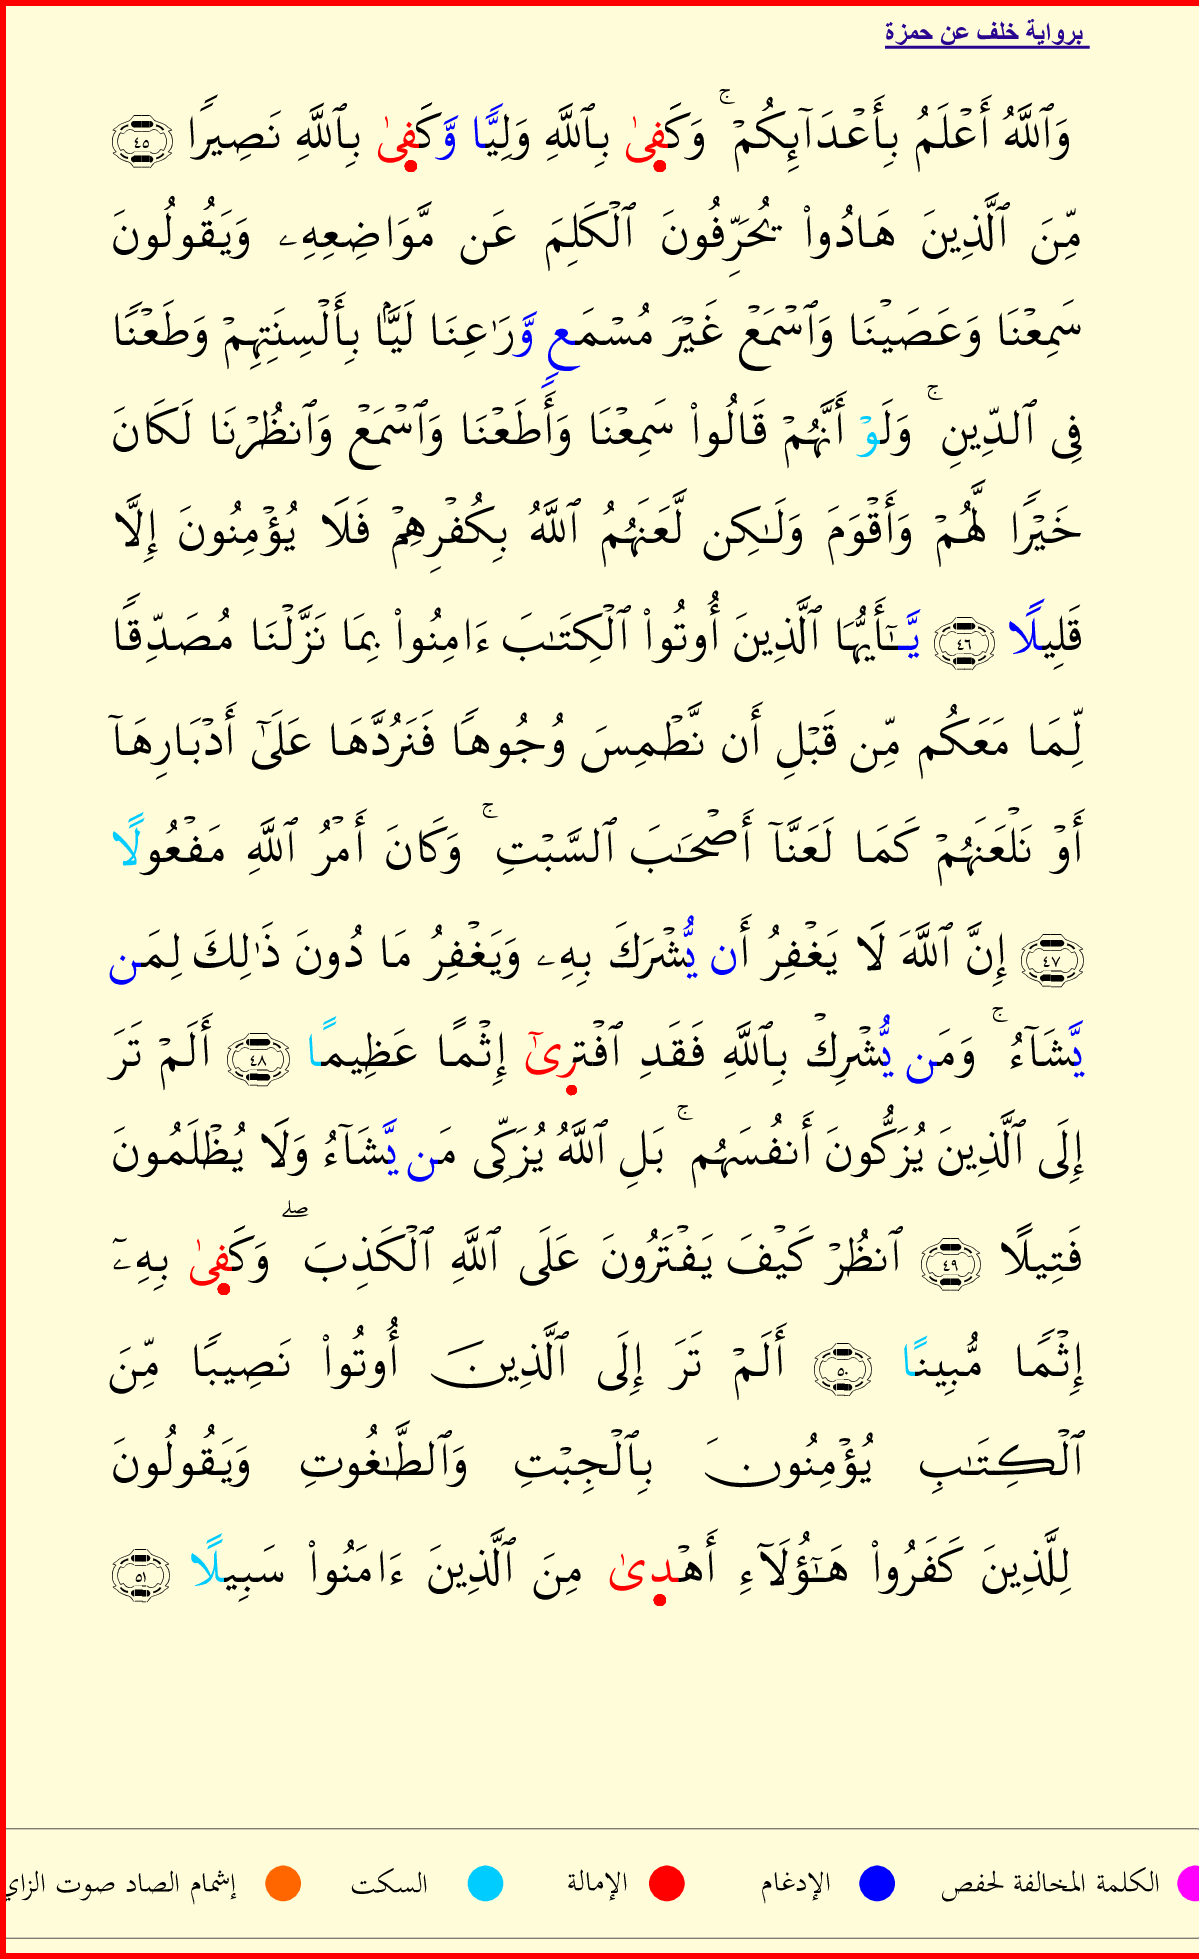 برواية خلف عن حمزة
وَٱللَّهُ أَعْلَمُ بِأَعْدَآئِكُمْ ۚ وَكَفِىٰ بِٱللَّهِ وَلِيًّا وَّكَفِىٰ بِٱللَّهِ نَصِيرًا ٤٥
مِّنَ ٱلَّذِينَ هَادُوا۟ يُحَرِّفُونَ ٱلْكَلِمَ عَن مَّوَاضِعِهِۦ وَيَقُولُونَ
سَمِعْنَا وَعَصَيْنَا وَٱسْمَعْ غَيْرَ مُسْمَعٍ وَّرَٰعِنَا لَيًّۢا بِأَلْسِنَتِهِمْ وَطَعْنًا
فِى ٱلدِّينِ ۚ وَلَوْ أَنَّهُمْ قَالُوا۟ سَمِعْنَا وَأَطَعْنَا وَٱسْمَعْ وَٱنظُرْنَا لَكَانَ
خَيْرًا لَّهُمْ وَأَقْوَمَ وَلَـٰكِن لَّعَنَهُمُ ٱللَّهُ بِكُفْرِهِمْ فَلَا يُؤْمِنُونَ إِلَّا
قَلِيلًا ٤٦ يَّـٰٓأَيُّهَا ٱلَّذِينَ أُوتُوا۟ ٱلْكِتَـٰبَ ءَامِنُوا۟ بِمَا نَزَّلْنَا مُصَدِّقًا
لِّمَا مَعَكُم مِّن قَبْلِ أَن نَّطْمِسَ وُجُوهًا فَنَرُدَّهَا عَلَىٰٓ أَدْبَارِهَآ
أَوْ نَلْعَنَهُمْ كَمَا لَعَنَّآ أَصْحَـٰبَ ٱلسَّبْتِ ۚ وَكَانَ أَمْرُ ٱللَّهِ مَفْعُولًا
٤٧ إِنَّ ٱللَّهَ لَا يَغْفِرُ أَن يُّشْرَكَ بِهِۦ وَيَغْفِرُ مَا دُونَ ذَٰلِكَ لِمَن
يَّشَآءُ ۚ وَمَن يُّشْرِكْ بِٱللَّهِ فَقَدِ ٱفْتَرِىٰٓ إِثْمًا عَظِيمًا ٤٨ أَلَمْ تَرَ
إِلَى ٱلَّذِينَ يُزَكُّونَ أَنفُسَهُم ۚ بَلِ ٱللَّهُ يُزَكِّى مَن يَّشَآءُ وَلَا يُظْلَمُونَ
فَتِيلًا ٤٩ ٱنظُرْ كَيْفَ يَفْتَرُونَ عَلَى ٱللَّهِ ٱلْكَذِبَ ۖ وَكَفِىٰ بِهِۦٓ
إِثْمًا مُّبِينًا ٥٠ أَلَمْ تَرَ إِلَى ٱلَّذِينَ أُوتُوا۟ نَصِيبًا مِّنَ
ٱلْكِتَـٰبِ يُؤْمِنُونَ بِٱلْجِبْتِ وَٱلطَّـٰغُوتِ وَيَقُولُونَ
لِلَّذِينَ كَفَرُوا۟ هَـٰٓؤُلَآءِ أَهْدِىٰ مِنَ ٱلَّذِينَ ءَامَنُوا۟ سَبِيلًا ٥١
الكلمة المخالفة لحفص الإدغام الإمالة السكت إشمام الصاد صوت الزاي